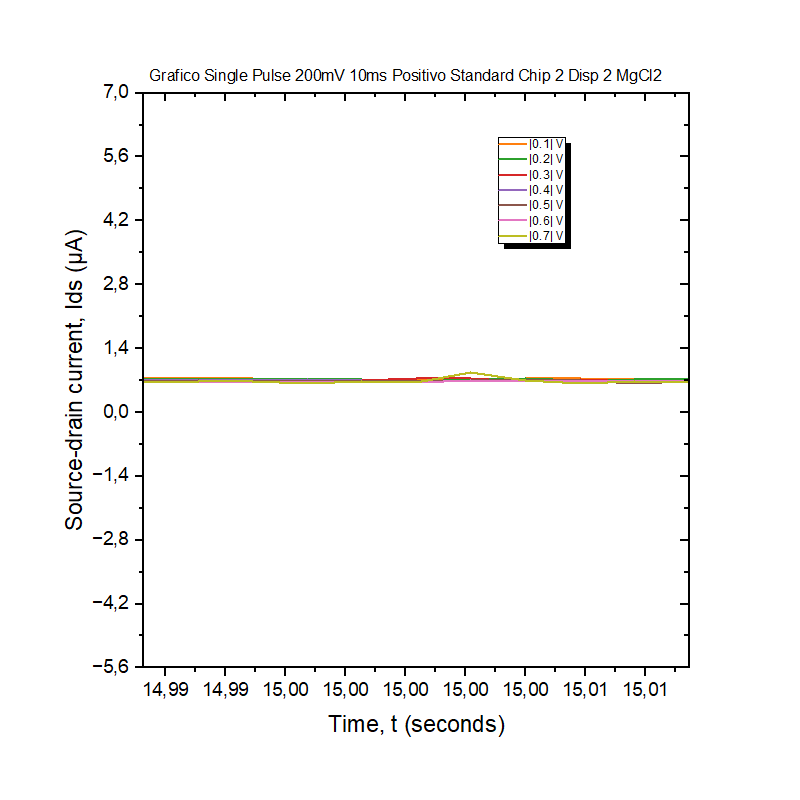 Grafico Single Pulse 200mV 10ms Positivo Standard Chip 2 Disp 2 MgCl2
7,0
5,6
4,2
2,8
1,4
0,0
−1,4
−2,8
−4,2
−5,6
Source-drain current, Ids (µA)
|0.1| V
|0.2| V
|0.3| V
|0.4| V
|0.5| V
|0.6| V
|0.7| V
14,99 14,99 15,00 15,00 15,00 15,00 15,00 15,01 15,01
Time, t (seconds)